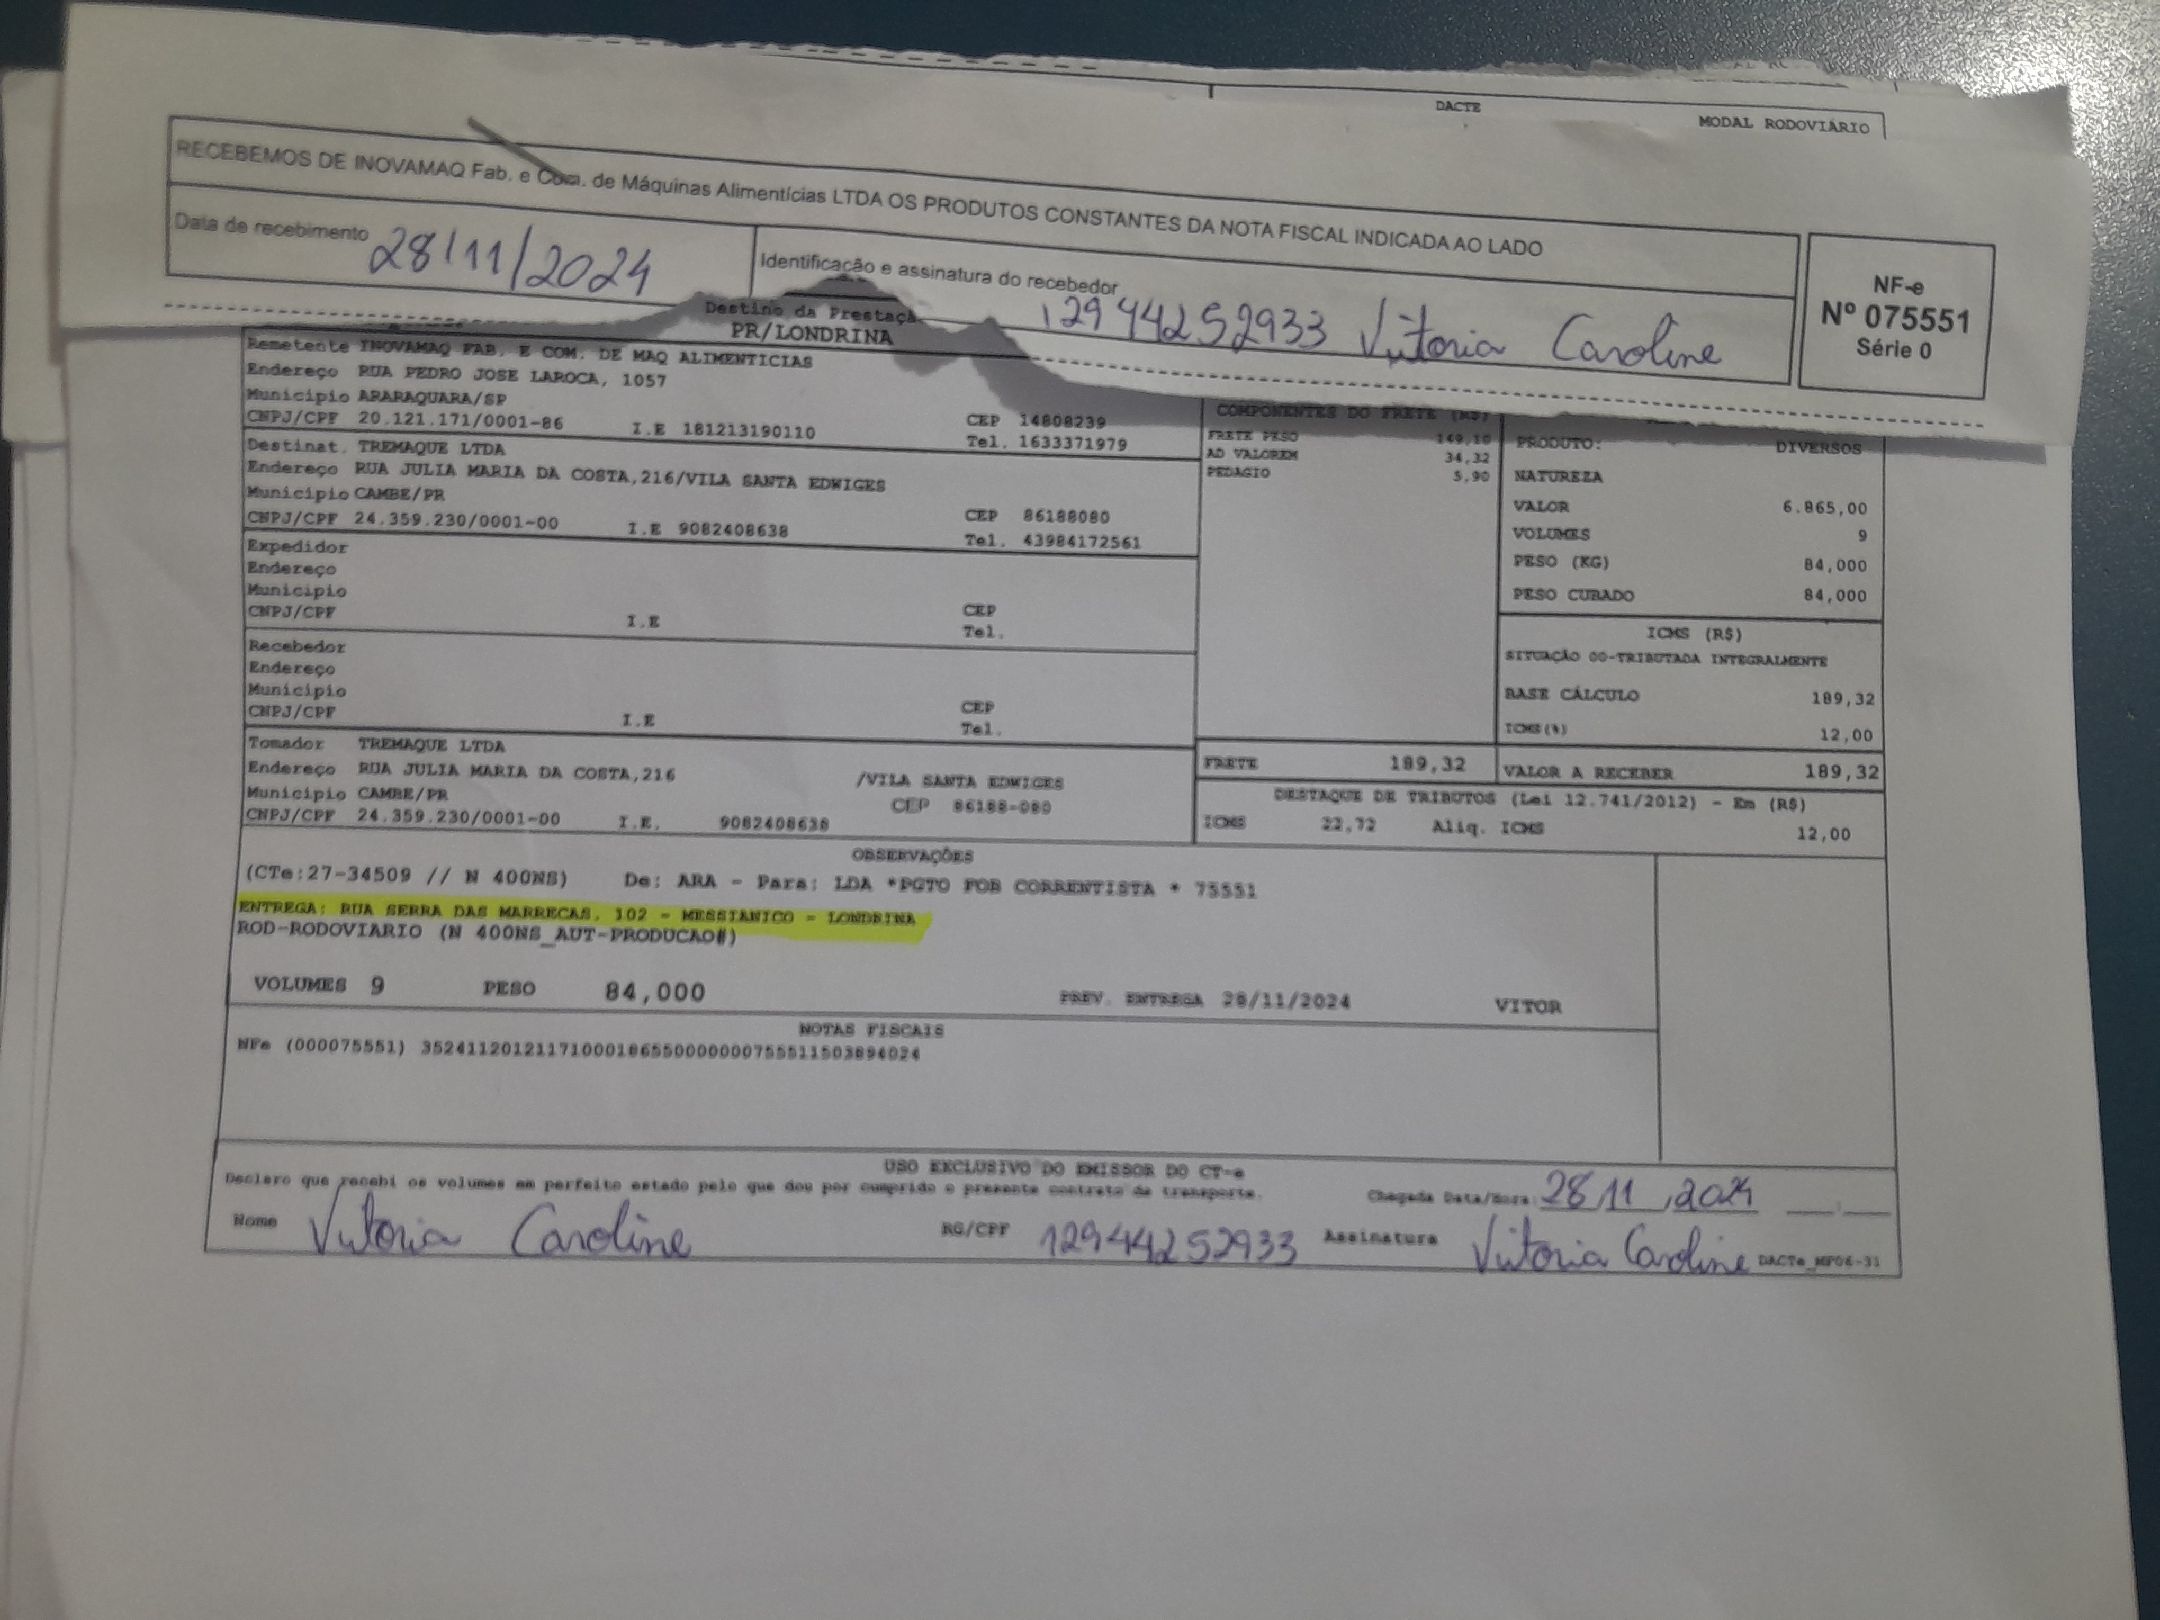 DACTE
MODAL RODOVIÁRIO
RECEBEMOS DE INOVAMAQ Fab. e Com. de Máquinas Alimentícias LTDA OS PRODUTOS CONSTANTES DA NOTA FISCAL INDICADA AO LADO
Data de recebimento 28/11/2024
Identificação e assinatura do recebedor
12944252933 Vitoria Caroline
NF-e
Nº 075551
Série 0
Destino da Prestaçã
PR/LONDRINA
Remetente INOVAMAQ FAB. E COM. DE MAQ ALIMENTICIAS
Endereço RUA PEDRO JOSE LAROCA, 1057
Município ARARAQUARA/SP
CNPJ/CPF 20.121.171/0001-86 I.E 181213190110 CEP 14808239
Tel. 1633371979
Destinat. TREMAQUE LTDA
Endereço RUA JULIA MARIA DA COSTA,216/VILA SANTA EDWIGES
Município CAMBE/PR
CNPJ/CPF 24.359.230/0001-00 I.E 9082408638 CEP 86188080
Tel. 43984172561
Expedidor
Endereço
Município
CNPJ/CPF I.E CEP
Tel.
Recebedor
Endereço
Município
CNPJ/CPF I.E CEP
Tel.
Tomador TREMAQUE LTDA
Endereço RUA JULIA MARIA DA COSTA,216 /VILA SANTA EDWIGES
Município CAMBE/PR CEP 86188-080
CNPJ/CPF 24.359.230/0001-00 I.E. 9082408638
COMPONENTES DO FRETE (R$)
FRETE PESO 149,10
AD VALOREM 34,32
PEDAGIO 5,90
FRETE 189,32
PRODUTO: DIVERSOS
NATUREZA
VALOR 6.865,00
VOLUMES 9
PESO (KG) 84,000
PESO CUBADO 84,000
ICMS (R$)
SITUAÇÃO 00-TRIBUTADA INTEGRALMENTE
BASE CÁLCULO 189,32
ICMS(%) 12,00
VALOR A RECEBER 189,32
DESTAQUE DE TRIBUTOS (Lei 12.741/2012) - Em (R$)
ICMS 22,72 Aliq. ICMS 12,00
OBSERVAÇÕES
(CTe:27-34509 // N 400NS) De: ARA - Para: LDA *PGTO FOB CORRENTISTA * 75551
ENTREGA: RUA SERRA DAS MARRECAS, 102 - MESSIANICO - LONDRINA
ROD-RODOVIARIO (N 400NS_AUT-PRODUCAO#)
VOLUMES 9 PESO 84,000 PREV. ENTREGA 28/11/2024 VITOR
NOTAS FISCAIS
NFe (000075551) 35241120121171000186550000000755511503894024
USO EXCLUSIVO DO EMISSOR DO CT-e
Declaro que recebi os volumes em perfeito estado pelo que dou por cumprido o presente contrato de transporte.
Chegada Data/Hora: 28/11/2024
Nome Vitoria Caroline RG/CPF 12944252933 Assinatura Vitoria Caroline DACTe_MF06-31